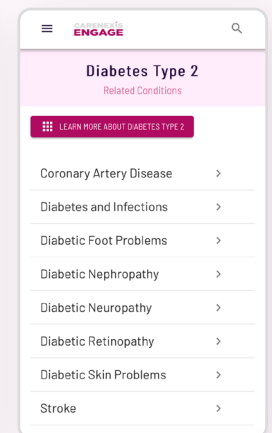 CARENEXIS
ENGAGE
Diabetes Type 2
Related Conditions
LEARN MORE ABOUT DIABETES TYPE 2
Coronary Artery Disease
Diabetes and Infections
Diabetic Foot Problems
Diabetic Nephropathy
Diabetic Neuropathy
Diabetic Retinopathy
Diabetic Skin Problems
Stroke